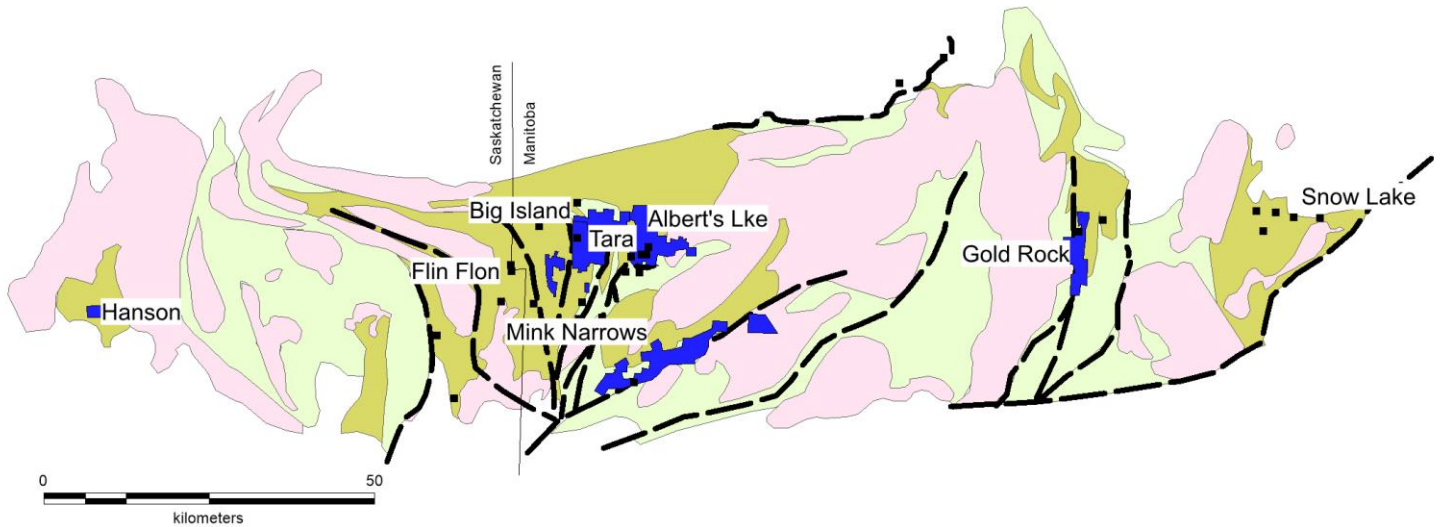 Saskatchewan
Manitoba
Snow Lake
Big Island
Albert's Lke
Tara
Gold Rock
Flin Flon
Hanson
Mink Narrows
0
50
kilometers